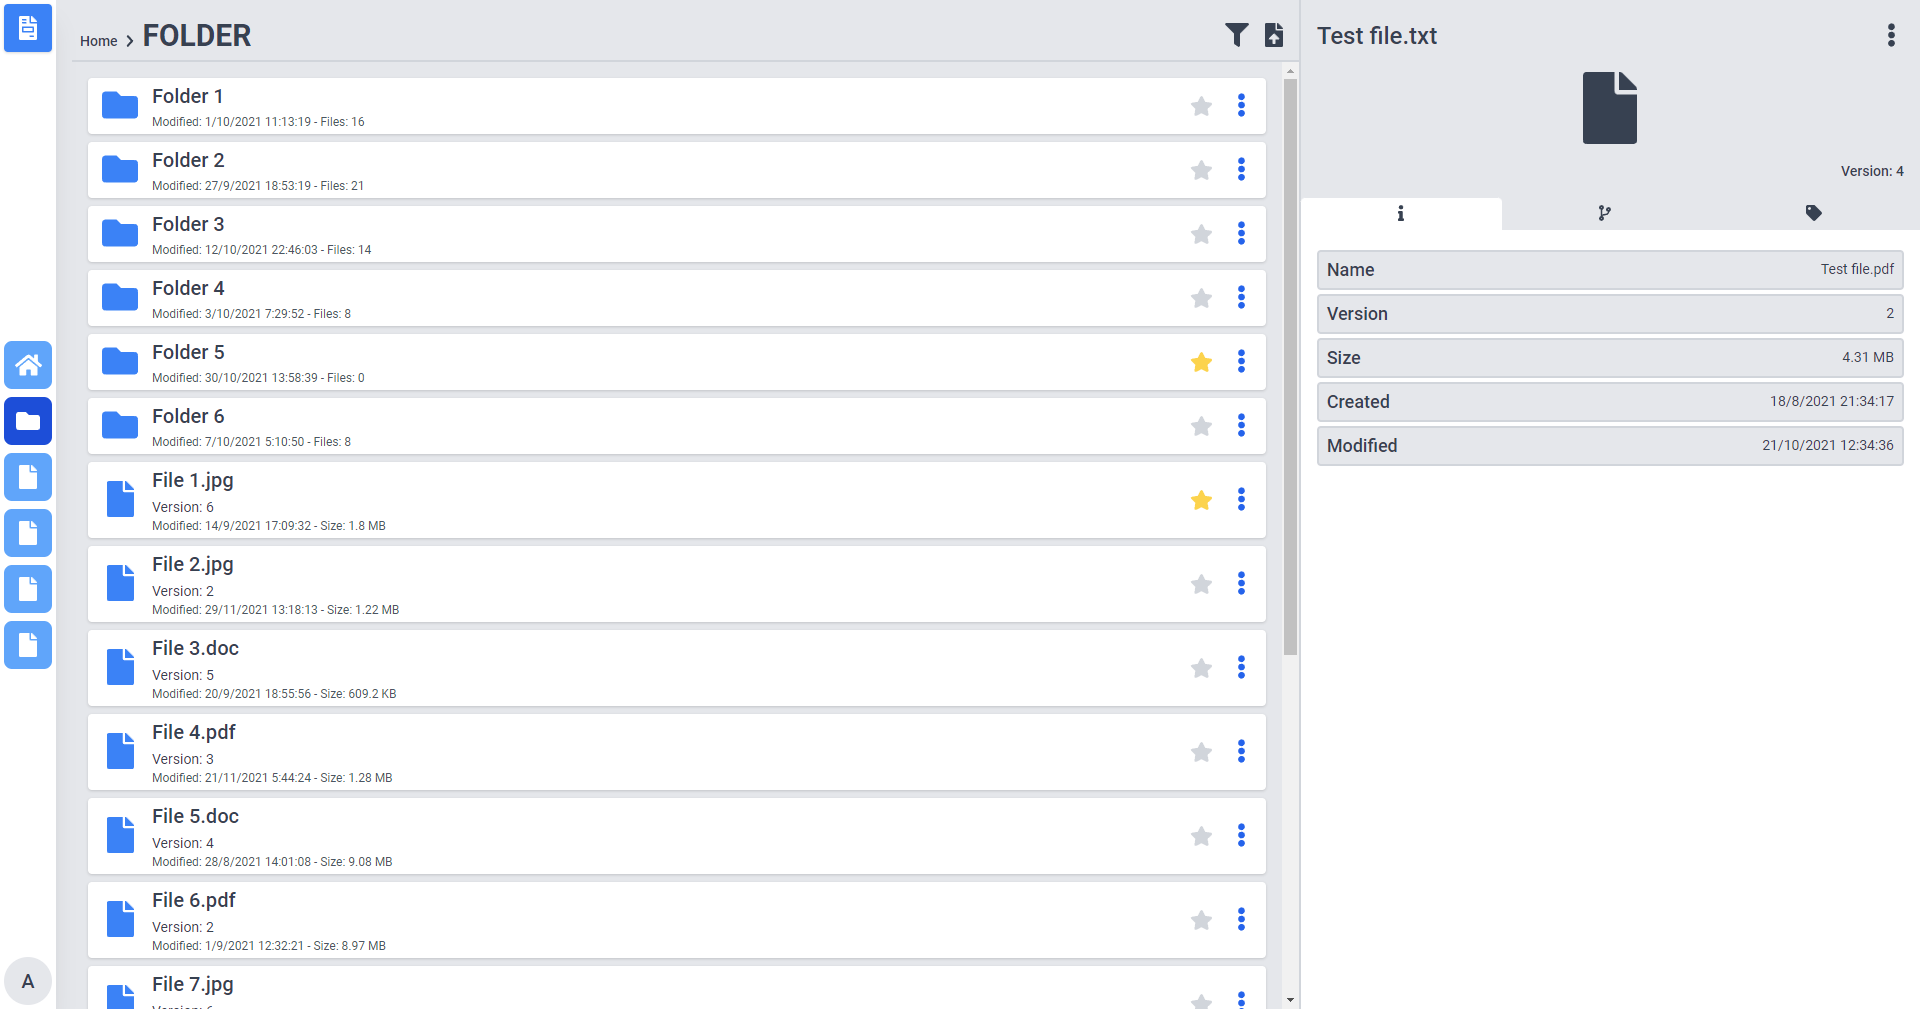 Home
FOLDER
Folder 1
Modified: 1/10/2021 11:13:19 - Files: 16
Folder 2
Modified: 27/9/2021 18:53:19 - Files: 21
Folder 3
Modified: 12/10/2021 22:46:03 - Files: 14
Folder 4
Modified: 3/10/2021 7:29:52 - Files: 8
Folder 5
Modified: 30/10/2021 13:58:39 - Files: 0
Folder 6
Modified: 7/10/2021 5:10:50 - Files: 8
File 1.jpg
Version: 6
Modified: 14/9/2021 17:09:32 - Size: 1.8 MB
File 2.jpg
Version: 2
Modified: 29/11/2021 13:18:13 - Size: 1.22 MB
File 3.doc
Version: 5
Modified: 20/9/2021 18:55:56 - Size: 609.2 KB
File 4.pdf
Version: 3
Modified: 21/11/2021 5:44:24 - Size: 1.28 MB
File 5.doc
Version: 4
Modified: 28/8/2021 14:01:08 - Size: 9.08 MB
File 6.pdf
Version: 2
Modified: 1/9/2021 12:32:21 - Size: 8.97 MB
File 7.jpg
A
Test file.txt
Version: 4
Name Test file.pdf
Version 2
Size 4.31 MB
Created 18/8/2021 21:34:17
Modified 21/10/2021 12:34:36